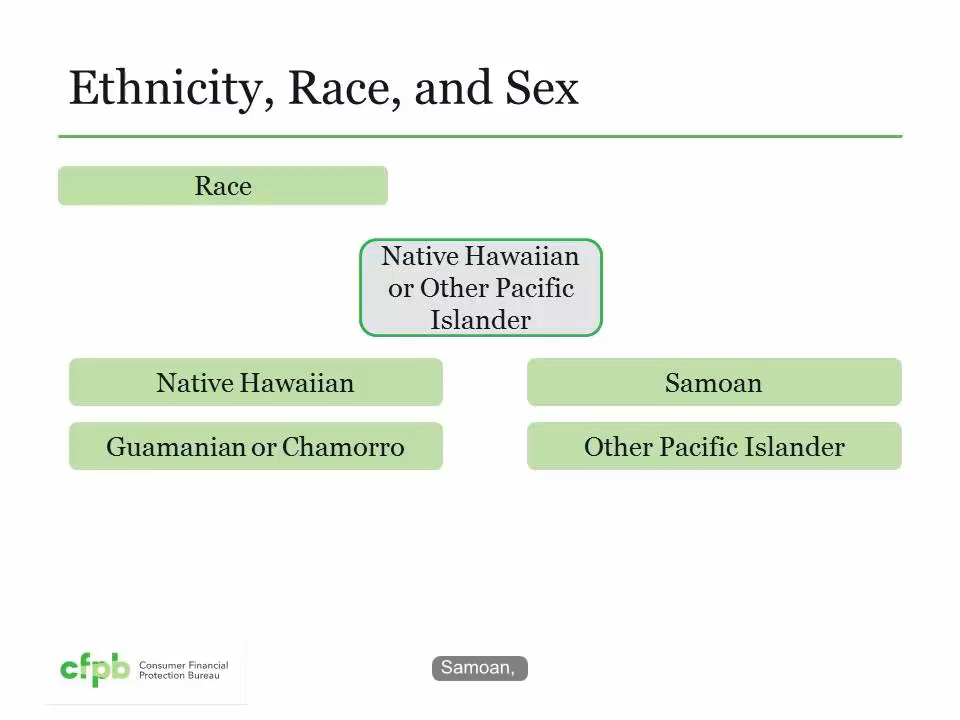 Ethnicity, Race, and Sex
Race
Native Hawaiian
or Other Pacific
Islander
Native Hawaiian
Samoan
Guamanian or Chamorro
Other Pacific Islander
cfpb
Consumer Financial
Protection Bureau
Samoan,